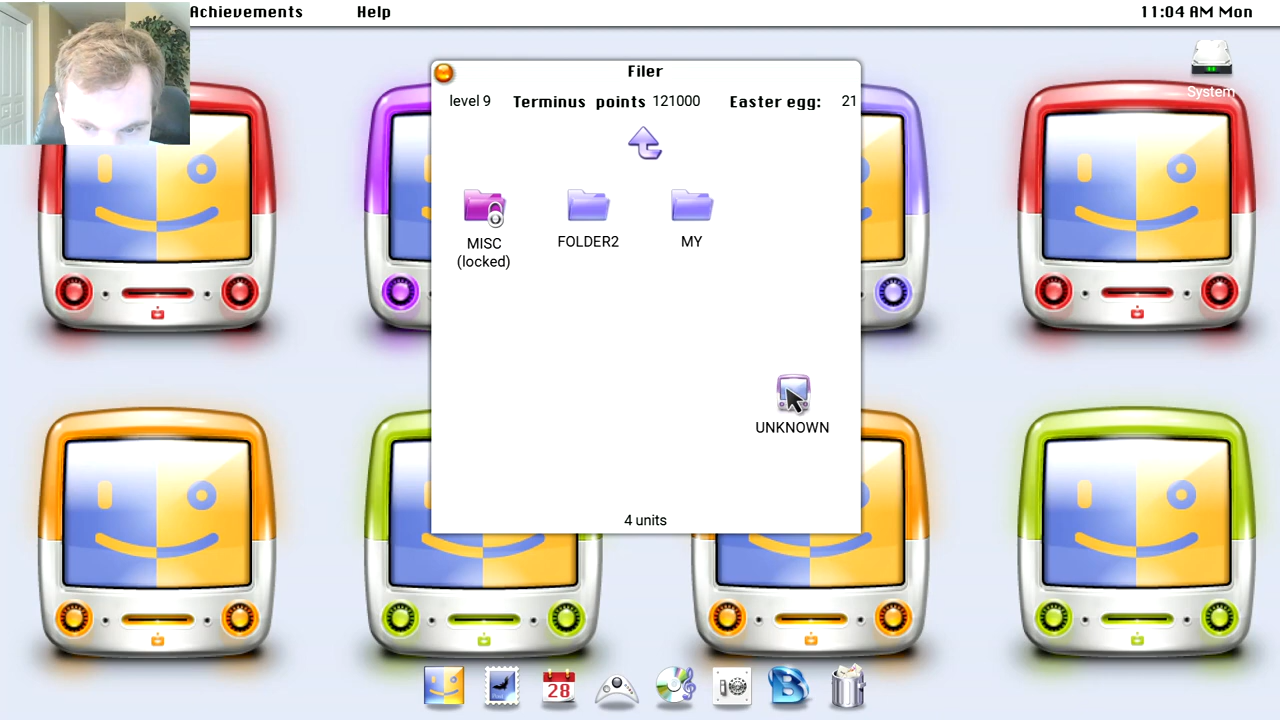 Achievements Help 11:04 AM Mon
Filer
level 9 Terminus points 121000 Easter egg: 21
System
MISC
(locked)
FOLDER2
MY
UNKNOWN
4 units
28
B